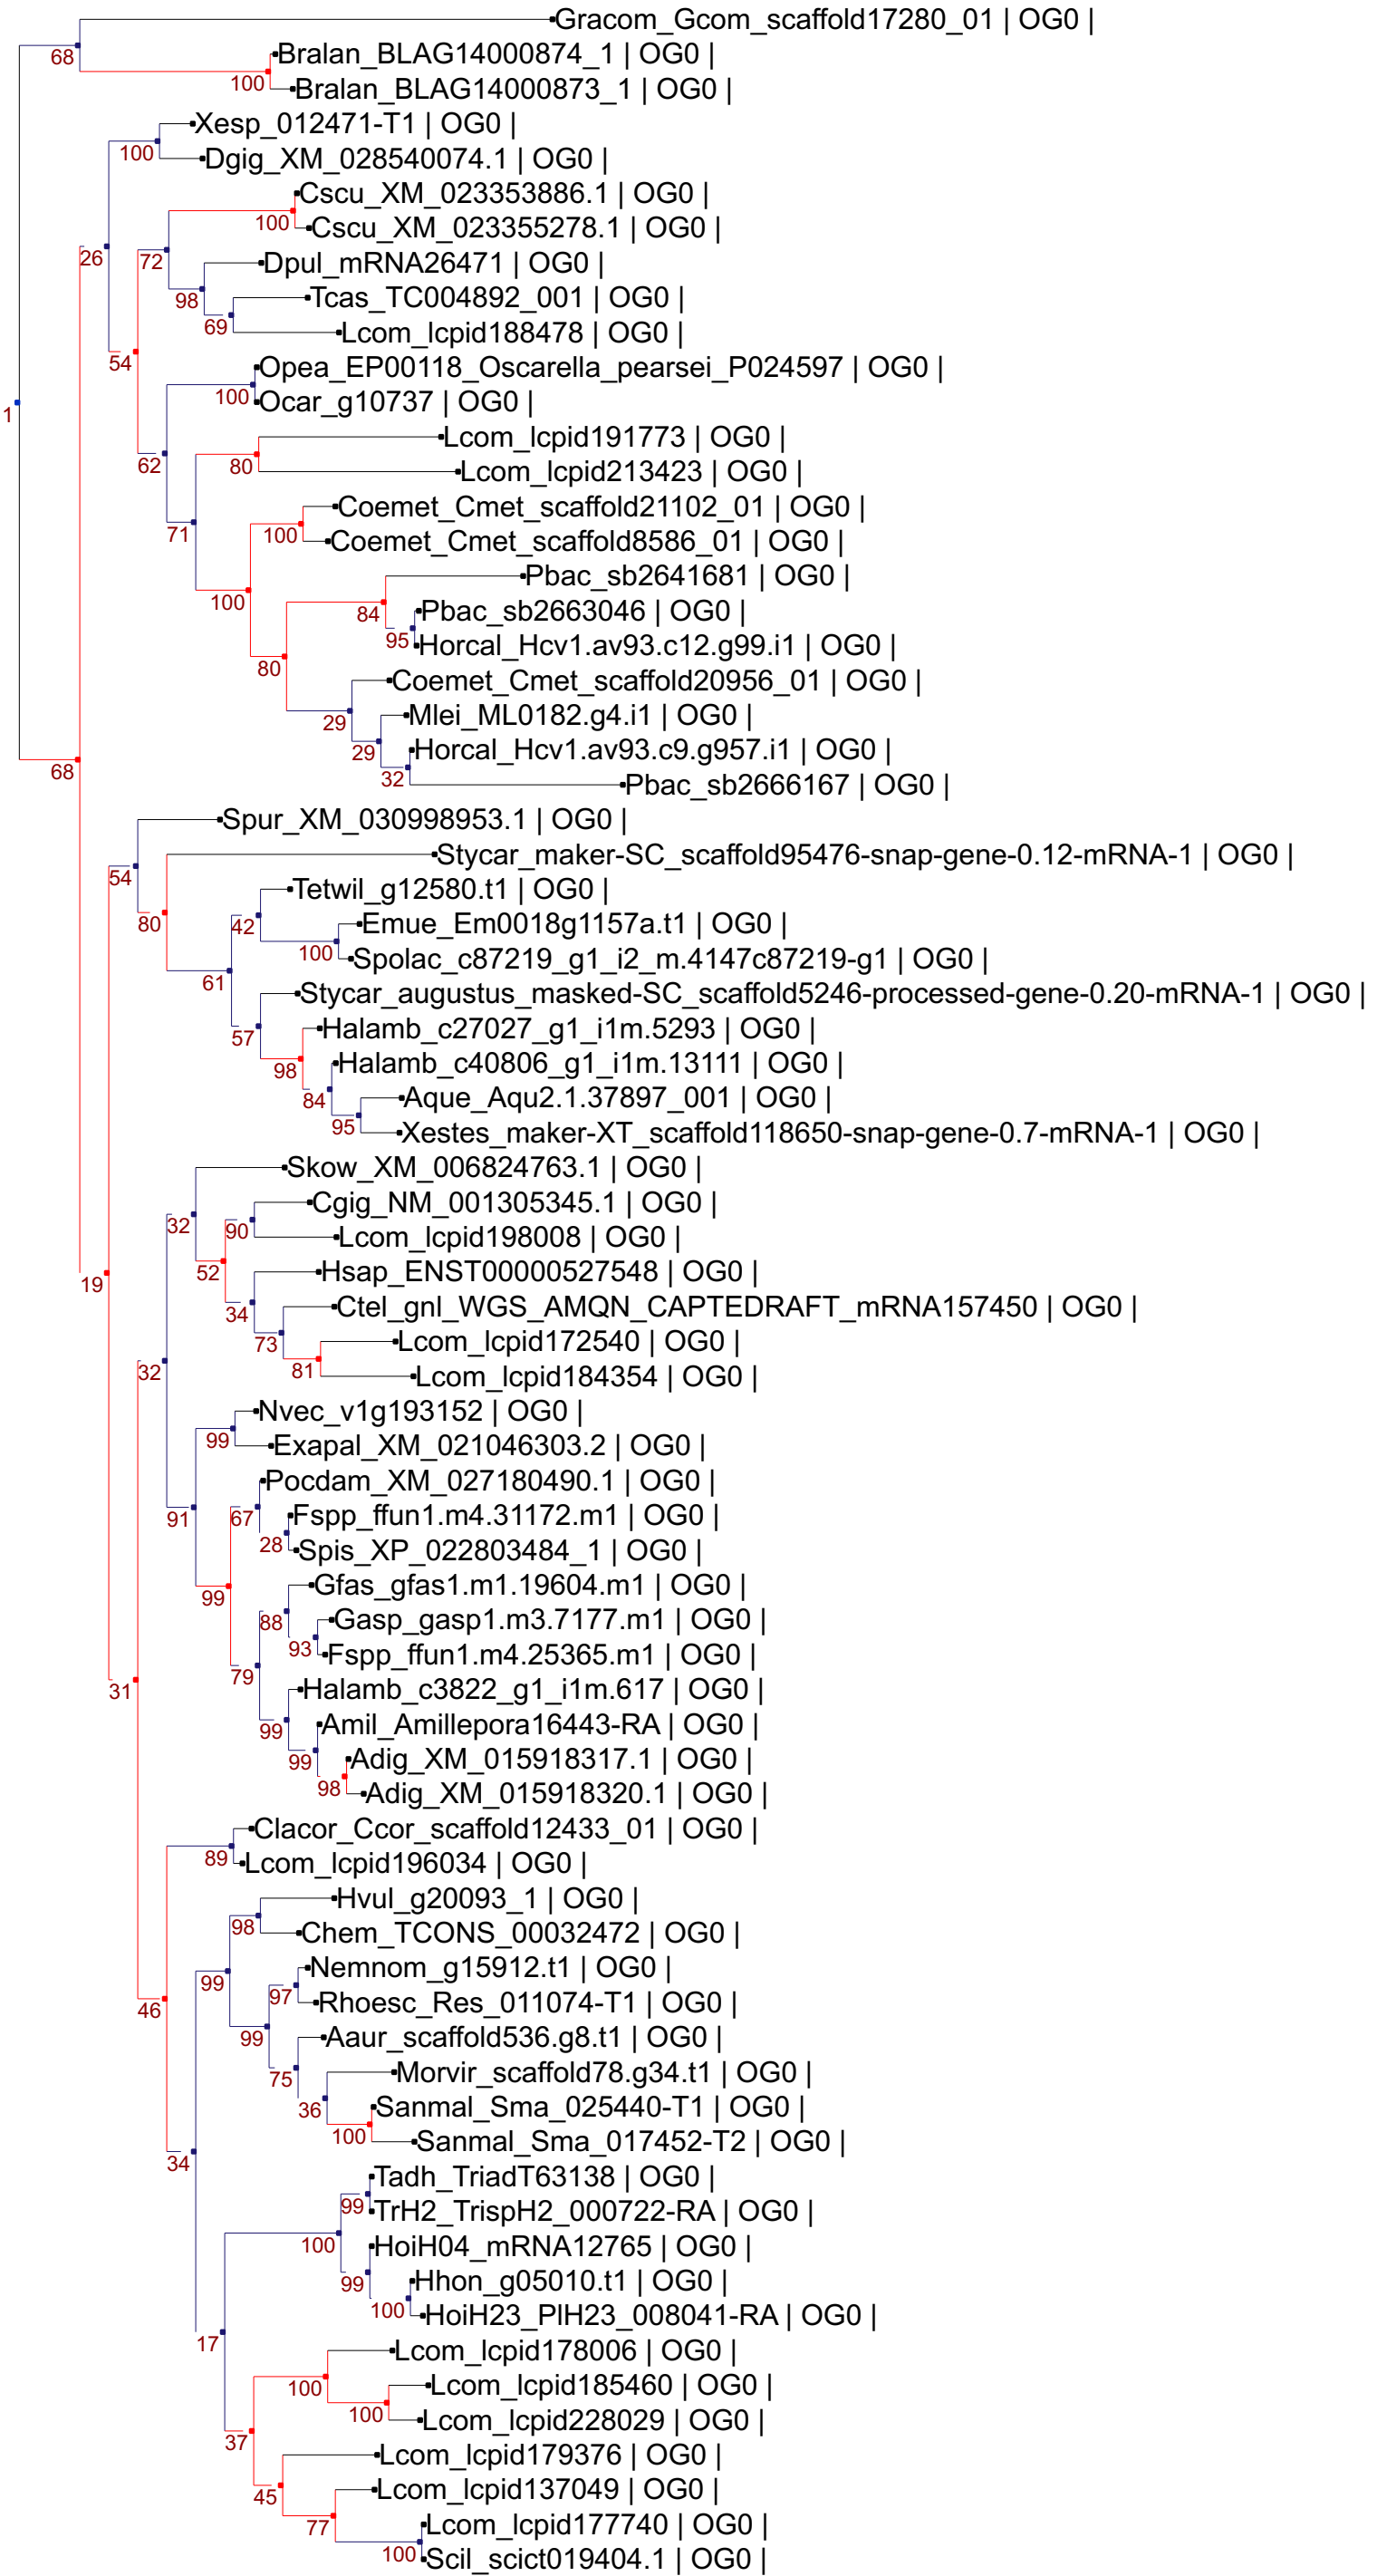 Gracom_Gcom_scaffold17280_01 | OG0 |
68
Bralan_BLAG14000874_1 | OG0 |
100
Bralan_BLAG14000873_1 | OG0 |
Xesp_012471-T1 | OG0 |
100
Dgig_XM_028540074.1 | OG0 |
Cscu_XM_023353886.1 | OG0 |
100
Cscu_XM_023355278.1 | OG0 |
26
72
Dpul_mRNA26471 | OG0 |
98
Tcas_TC004892_001 | OG0 |
69
Lcom_lcpid188478 | OG0 |
54
Opea_EP00118_Oscarella_pearsei_P024597 | OG0 |
100
Ocar_g10737 | OG0 |
1
Lcom_lcpid191773 | OG0 |
62
80
Lcom_lcpid213423 | OG0 |
Coemet_Cmet_scaffold21102_01 | OG0 |
71
100
Coemet_Cmet_scaffold8586_01 | OG0 |
Pbac_sb2641681 | OG0 |
100
84
Pbac_sb2663046 | OG0 |
95
Horcal_Hcv1.av93.c12.g99.i1 | OG0 |
80
Coemet_Cmet_scaffold20956_01 | OG0 |
29
Mlei_ML0182.g4.i1 | OG0 |
29
Horcal_Hcv1.av93.c9.g957.i1 | OG0 |
68
32
Pbac_sb2666167 | OG0 |
Spur_XM_030998953.1 | OG0 |
Stycar_maker-SC_scaffold95476-snap-gene-0.12-mRNA-1 | OG0 |
54
Tetwil_g12580.t1 | OG0 |
80
42
Emue_Em0018g1157a.t1 | OG0 |
100
Spolac_c87219_g1_i2_m.4147c87219-g1 | OG0 |
61
Stycar_augustus_masked-SC_scaffold5246-processed-gene-0.20-mRNA-1 | OG0 |
57
Halamb_c27027_g1_i1m.5293 | OG0 |
98
Halamb_c40806_g1_i1m.13111 | OG0 |
84
Aque_Aqu2.1.37897_001 | OG0 |
95
Xestes_maker-XT_scaffold118650-snap-gene-0.7-mRNA-1 | OG0 |
Skow_XM_006824763.1 | OG0 |
Cgig_NM_001305345.1 | OG0 |
32
90
Lcom_lcpid198008 | OG0 |
52
Hsap_ENST00000527548 | OG0 |
19
34
Ctel_gnl_WGS_AMQN_CAPTEDRAFT_mRNA157450 | OG0 |
73
Lcom_lcpid172540 | OG0 |
32
81
Lcom_lcpid184354 | OG0 |
Nvec_v1g193152 | OG0 |
99
Exapal_XM_021046303.2 | OG0 |
Pocdam_XM_027180490.1 | OG0 |
91
67
Fspp_ffun1.m4.31172.m1 | OG0 |
28
Spis_XP_022803484_1 | OG0 |
Gfas_gfas1.m1.19604.m1 | OG0 |
99
88
Gasp_gasp1.m3.7177.m1 | OG0 |
93
Fspp_ffun1.m4.25365.m1 | OG0 |
79
Halamb_c3822_g1_i1m.617 | OG0 |
31
99
Amil_Amillepora16443-RA | OG0 |
99
Adig_XM_015918317.1 | OG0 |
98
Adig_XM_015918320.1 | OG0 |
Clacor_Ccor_scaffold12433_01 | OG0 |
89
Lcom_lcpid196034 | OG0 |
Hvul_g20093_1 | OG0 |
98
Chem_TCONS_00032472 | OG0 |
Nemnom_g15912.t1 | OG0 |
99
97
Rhoesc_Res_011074-T1 | OG0 |
46
99
Aaur_scaffold536.g8.t1 | OG0 |
75
Morvir_scaffold78.g34.t1 | OG0 |
36
Sanmal_Sma_025440-T1 | OG0 |
100
Sanmal_Sma_017452-T2 | OG0 |
34
Tadh_TriadT63138 | OG0 |
99
TrH2_TrispH2_000722-RA | OG0 |
100
HoiH04_mRNA12765 | OG0 |
99
Hhon_g05010.t1 | OG0 |
100
HoiH23_PlH23_008041-RA | OG0 |
17
Lcom_lcpid178006 | OG0 |
100
Lcom_lcpid185460 | OG0 |
100
Lcom_lcpid228029 | OG0 |
37
Lcom_lcpid179376 | OG0 |
45
Lcom_lcpid137049 | OG0 |
77
Lcom_lcpid177740 | OG0 |
100
Scil_scict019404.1 | OG0 |